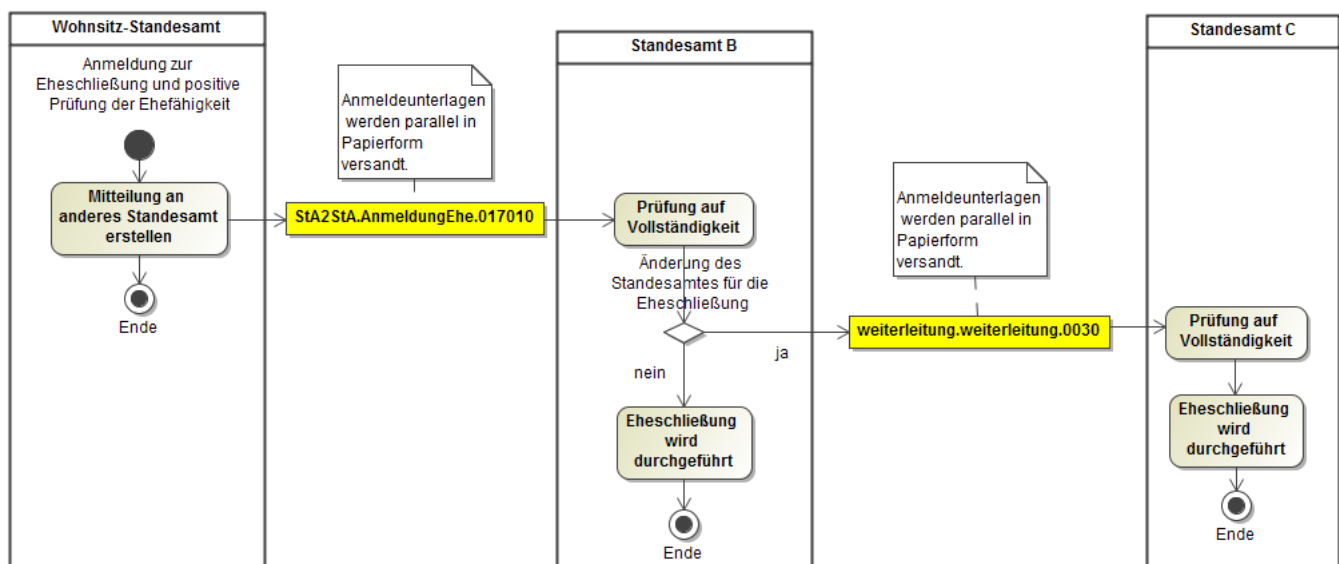 Wohnsitz-Standesamt
Anmeldung zur
Eheschließung und positive
Prüfung der Ehefähigkeit
Mitteilung an
anderes Standesamt
erstellen
Ende
Anmeldeunterlagen
werden parallel in
Papierform
versandt.
StA2StA.AnmeldungEhe.017010
Standesamt B
Prüfung auf
Vollständigkeit
Änderung des
Standesamtes für die
Eheschließung
ja
nein
Eheschließung
wird
durchgeführt
Ende
Anmeldeunterlagen
werden parallel in
Papierform
versandt.
weiterleitung.weiterleitung.0030
Standesamt C
Prüfung auf
Vollständigkeit
Eheschließung
wird
durchgeführt
Ende